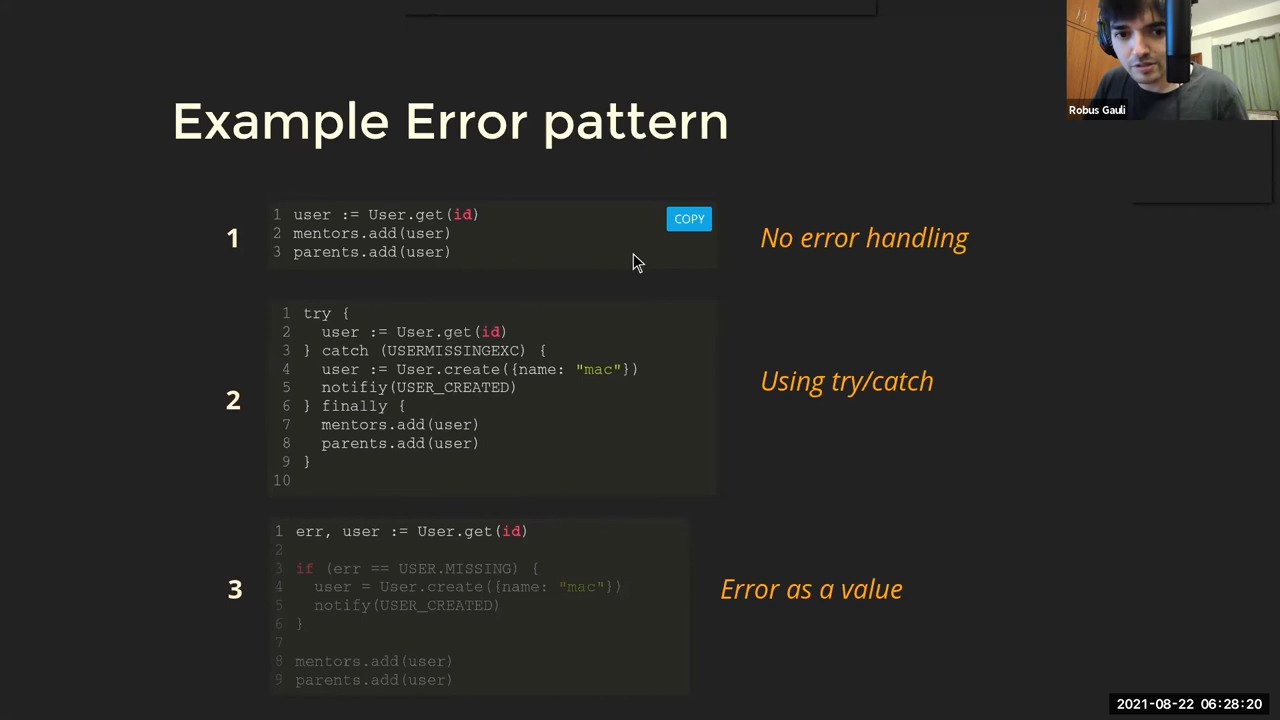 Robus Gauli
Example Error pattern
1
1 user := User.get(id)
2 mentors.add(user)
3 parents.add(user)
COPY
No error handling
2
1 try {
2 user := User.get(id)
3 } catch (USERMISSINGEXC) {
4 user := User.create({name: "mac"})
5 notifiy(USER_CREATED)
6 } finally {
7 mentors.add(user)
8 parents.add(user)
9 }
10
Using try/catch
3
1 err, user := User.get(id)
2
3 if (err == USER.MISSING) {
4 user = User.create({name: "mac"})
5 notify(USER_CREATED)
6 }
7
8 mentors.add(user)
9 parents.add(user)
Error as a value
2021-08-22 06:28:20